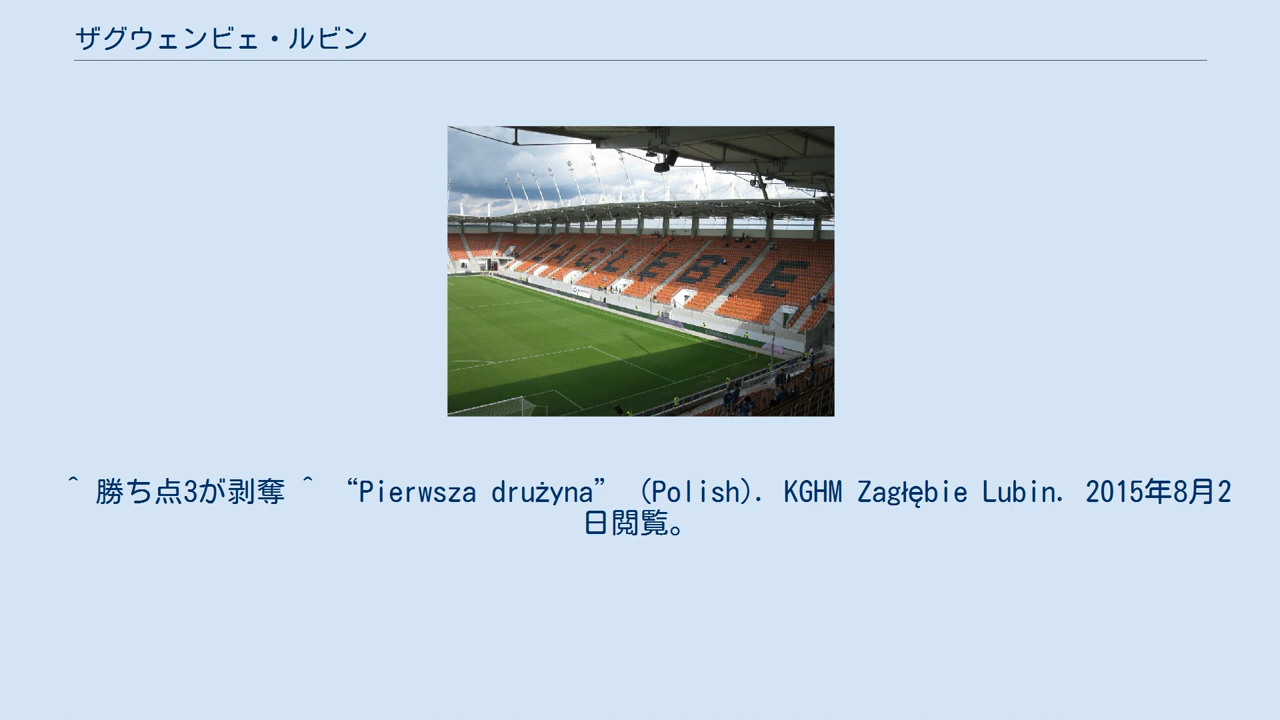 ザグウェンビェ・ルビン
ZAGŁĘBIE
^ 勝ち点3が剥奪 ^ “Pierwsza drużyna” (Polish). KGHM Zagłębie Lubin. 2015年8月2
日閲覧。